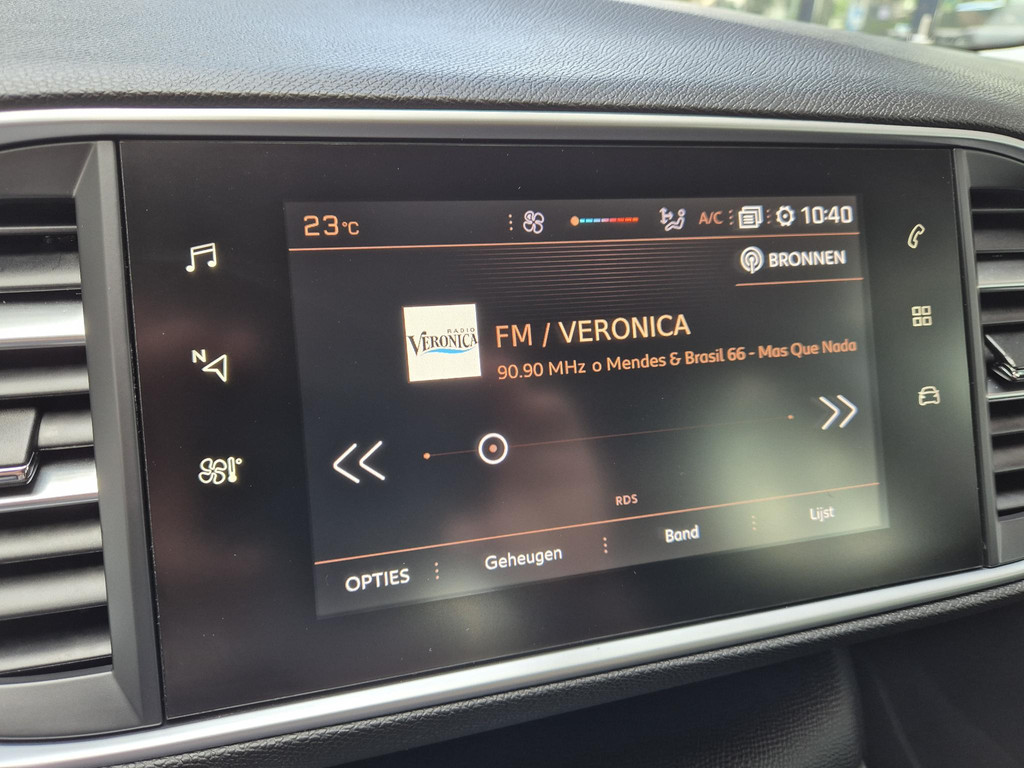 23°C A/C 10:40
BRONNEN
RADIO
VERONICA
FM / VERONICA
90.90 MHz o Mendes & Brasil 66 - Mas Que Nada
N
RDS
OPTIES Geheugen Band Lijst